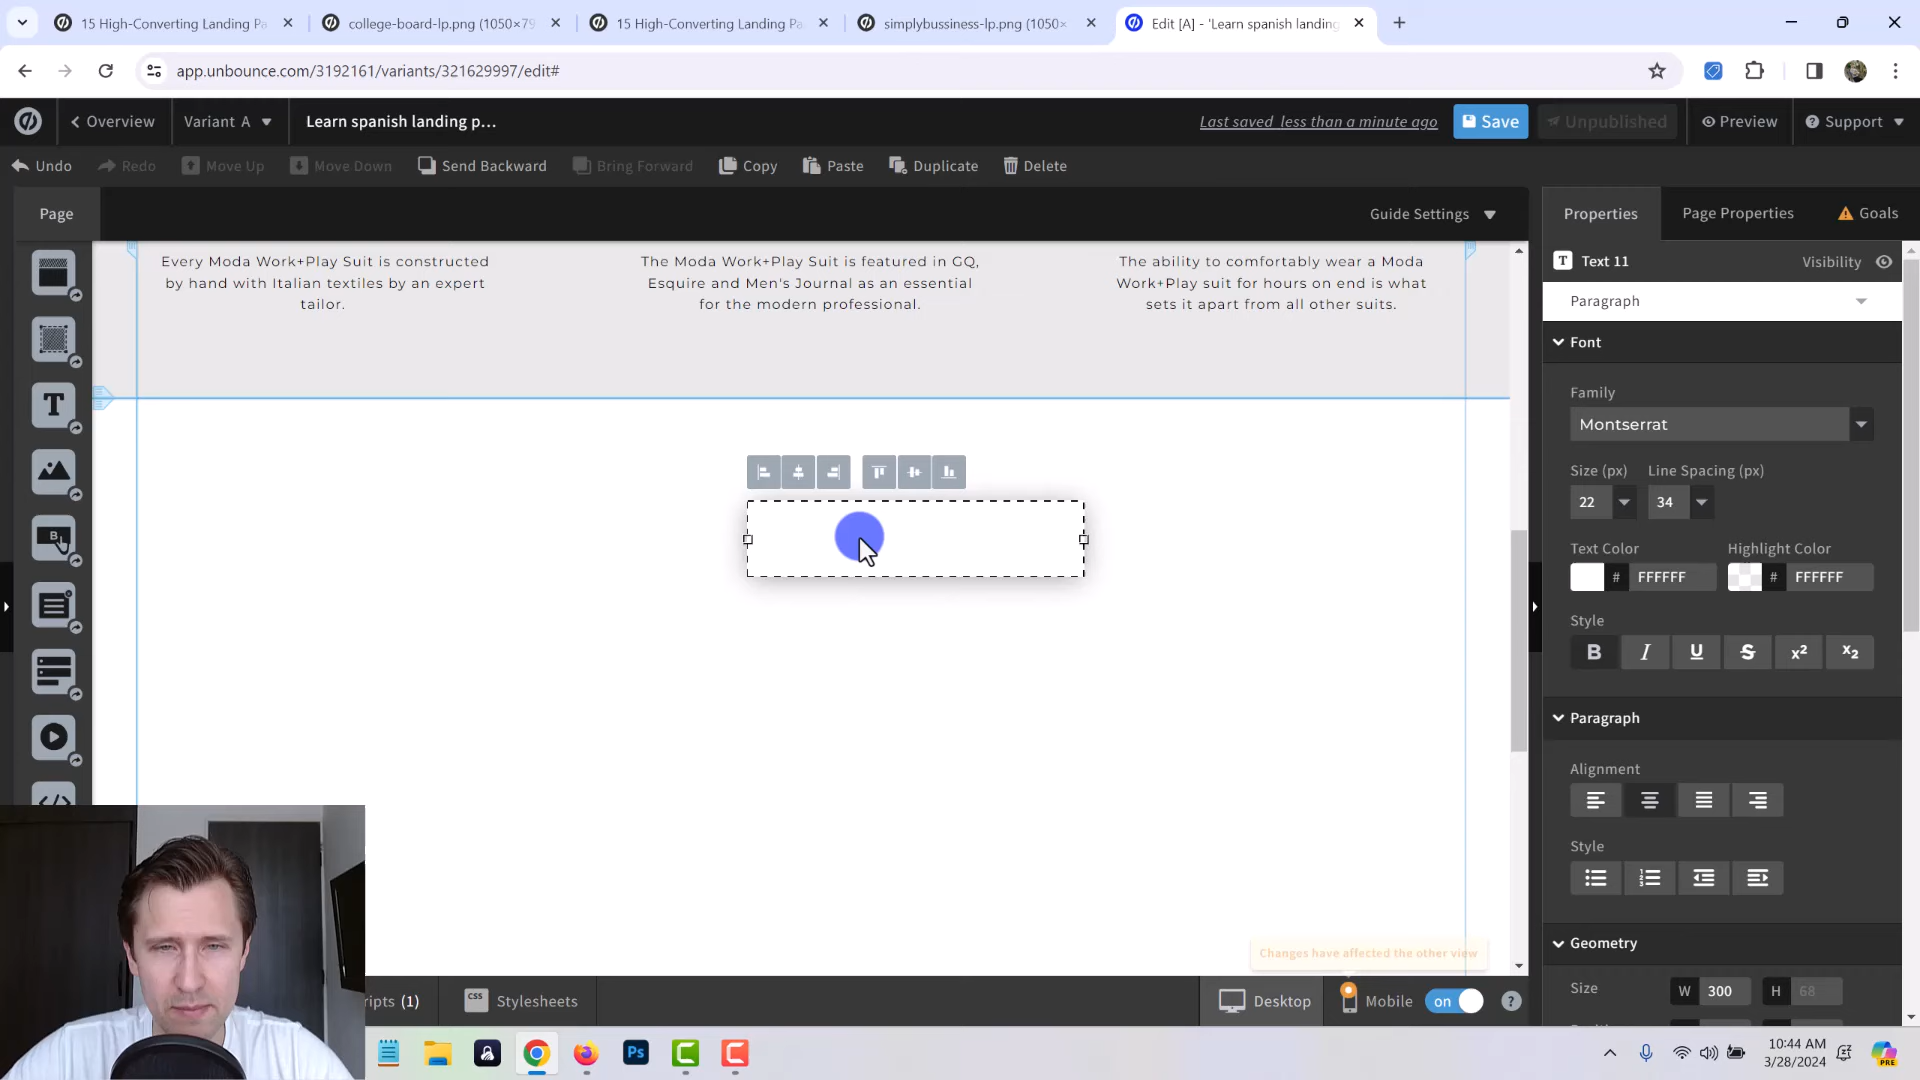 15 High-Converting Landing Pa
college-board-lp.png (1050×79
15 High-Converting Landing Pa
simplybussiness-lp.png (1050×
Edit [A] - 'Learn spanish landing
app.unbounce.com/3192161/variants/321629997/edit#
Overview
Variant A
Learn spanish landing p...
Last saved less than a minute ago
Save
Unpublished
Preview
Support
Undo
Redo
Move Up
Move Down
Send Backward
Bring Forward
Copy
Paste
Duplicate
Delete
Page
Guide Settings
Properties
Page Properties
Goals
Every Moda Work+Play Suit is constructed
by hand with Italian textiles by an expert
tailor.
The Moda Work+Play Suit is featured in GQ,
Esquire and Men's Journal as an essential
for the modern professional.
The ability to comfortably wear a Moda
Work+Play suit for hours on end is what
sets it apart from all other suits.
T Text 11
Visibility
Paragraph
Font
Family
Montserrat
Size (px)
Line Spacing (px)
22
34
Text Color
Highlight Color
# FFFFFF
# FFFFFF
Style
B I U S x² x₂
Paragraph
Alignment
Style
Geometry
Size
W 300
H 68
Changes have affected the other view
ripts (1)
CSS
Stylesheets
Desktop
Mobile
on
?
Ps
10:44 AM
3/28/2024
PRE